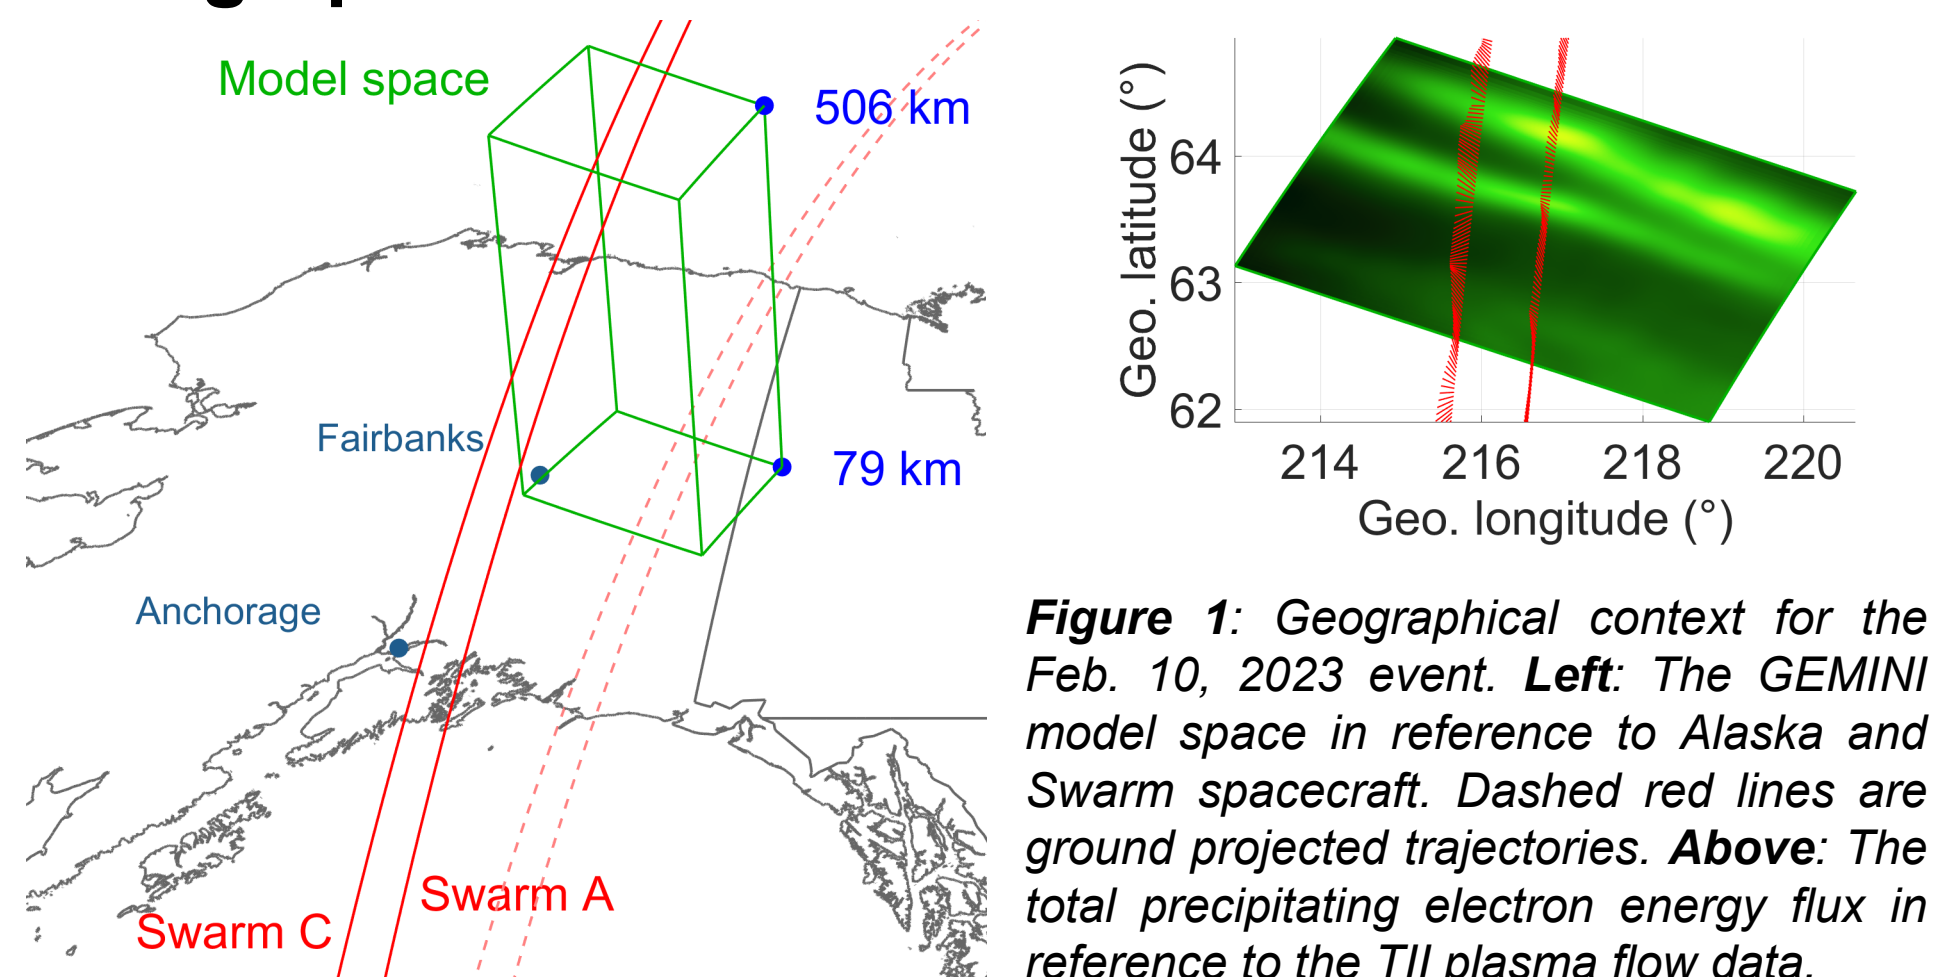 Model space
506 km
Fairbanks
79 km
Anchorage
Swarm A
Swarm C
Geo. latitude (°)
64
63
62
214 216 218 220
Geo. longitude (°)
Figure 1: Geographical context for the
Feb. 10, 2023 event. Left: The GEMINI
model space in reference to Alaska and
Swarm spacecraft. Dashed red lines are
ground projected trajectories. Above: The
total precipitating electron energy flux in
reference to the TII plasma flow data.